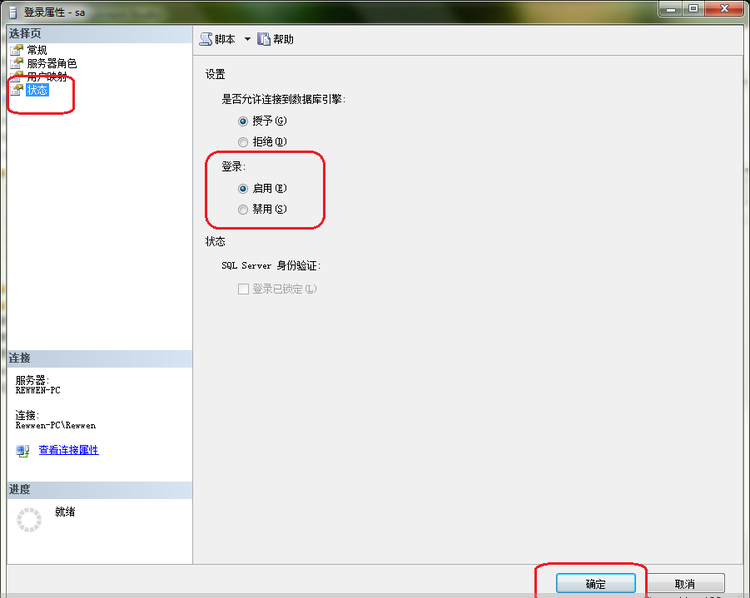 登录属性 - sa
选择页
常规
服务器角色
用户映射
状态
脚本
帮助
设置
是否允许连接到数据库引擎:
授予(G)
拒绝(D)
登录:
启用(E)
禁用(S)
状态
SQL Server 身份验证:
登录已锁定(L)
连接
服务器:
REWWEN-PC
连接:
Rewwen-PC\Rewwen
查看连接属性
进度
就绪
确定
取消